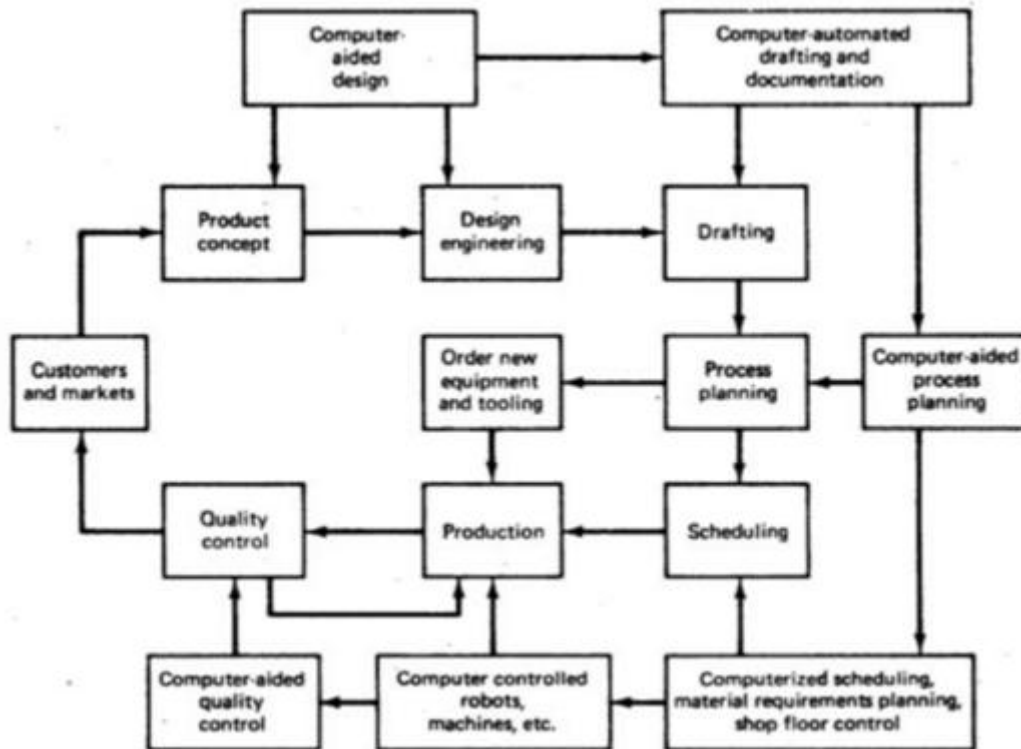 Computer-
aided
design
Computer-automated
drafting and
documentation
Product
concept
Design
engineering
Drafting
Customers
and markets
Order new
equipment
and tooling
Process
planning
Computer-aided
process
planning
Quality
control
Production
Scheduling
Computer-aided
quality
control
Computer controlled
robots,
machines, etc.
Computerized scheduling,
material requirements planning,
shop floor control